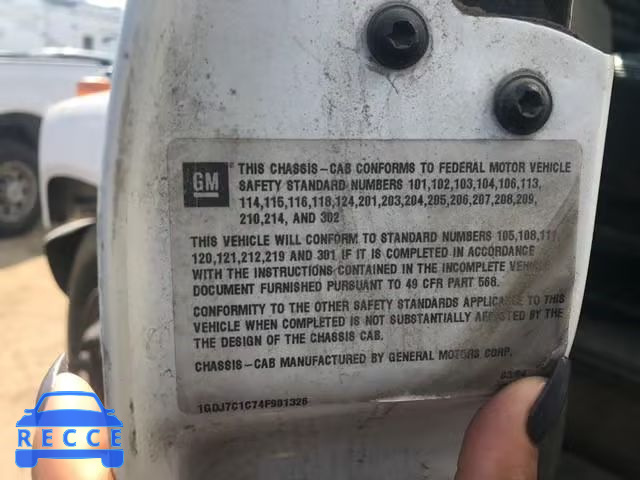 GM
THIS CHASSIS-CAB CONFORMS TO FEDERAL MOTOR VEHICLE
SAFETY STANDARD NUMBERS 101,102,103,104,106,113,
114,115,116,118,124,201,203,204,205,206,207,208,209,
210,214, AND 302
THIS VEHICLE WILL CONFORM TO STANDARD NUMBERS 105,108,111,
120,121,212,219 AND 301 IF IT IS COMPLETED IN ACCORDANCE
WITH THE INSTRUCTIONS CONTAINED IN THE INCOMPLETE VEHICLE
DOCUMENT FURNISHED PURSUANT TO 49 CFR PART 568.
CONFORMITY TO THE OTHER SAFETY STANDARDS APPLICABLE TO THIS
VEHICLE WHEN COMPLETED IS NOT SUBSTANTIALLY AFFECTED BY THE
THE DESIGN OF THE CHASSIS CAB.
CHASSIS-CAB MANUFACTURED BY GENERAL MOTORS CORP.
1GDJ7C1C74F901326
RECCE